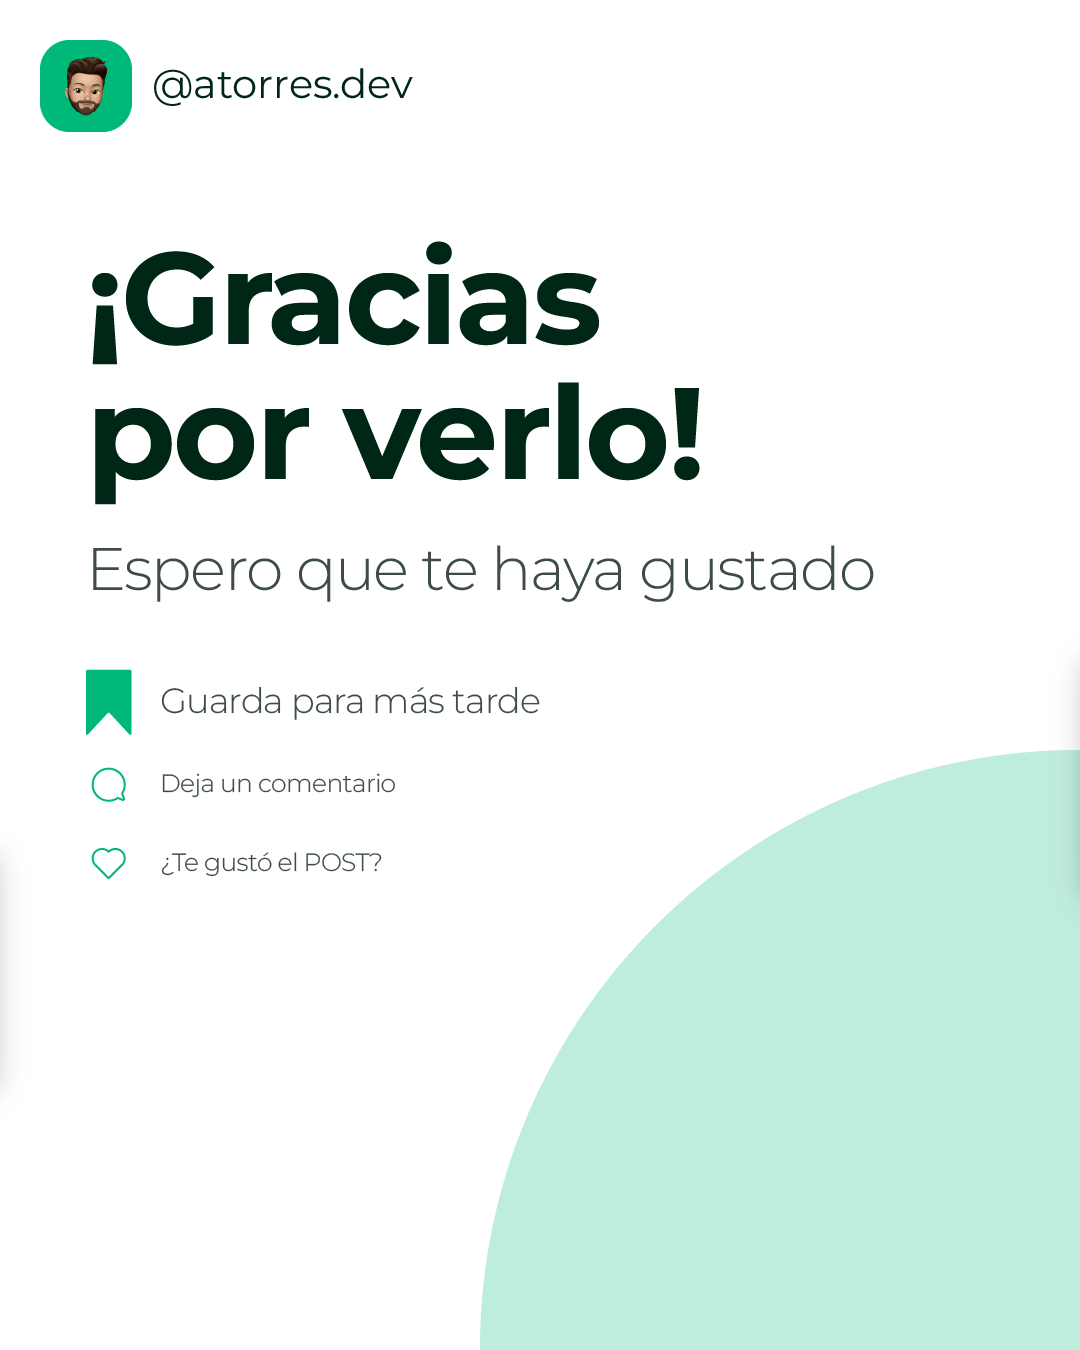 @atorres.dev
¡Gracias
por verlo!
Espero que te haya gustado
Guarda para más tarde
Deja un comentario
¿Te gustó el POST?